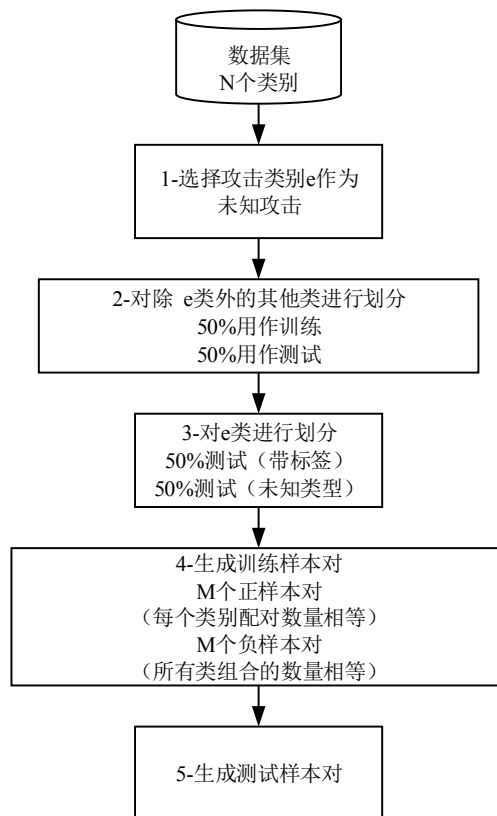 数据集
N个类别
1-选择攻击类别e作为
未知攻击
2-对除 e类外的其他类进行划分
50%用作训练
50%用作测试
3-对e类进行划分
50%测试（带标签）
50%测试（未知类型）
4-生成训练样本对
M个正样本对
（每个类别配对数量相等）
M个负样本对
(所有类组合的数量相等）
5-生成测试样本对